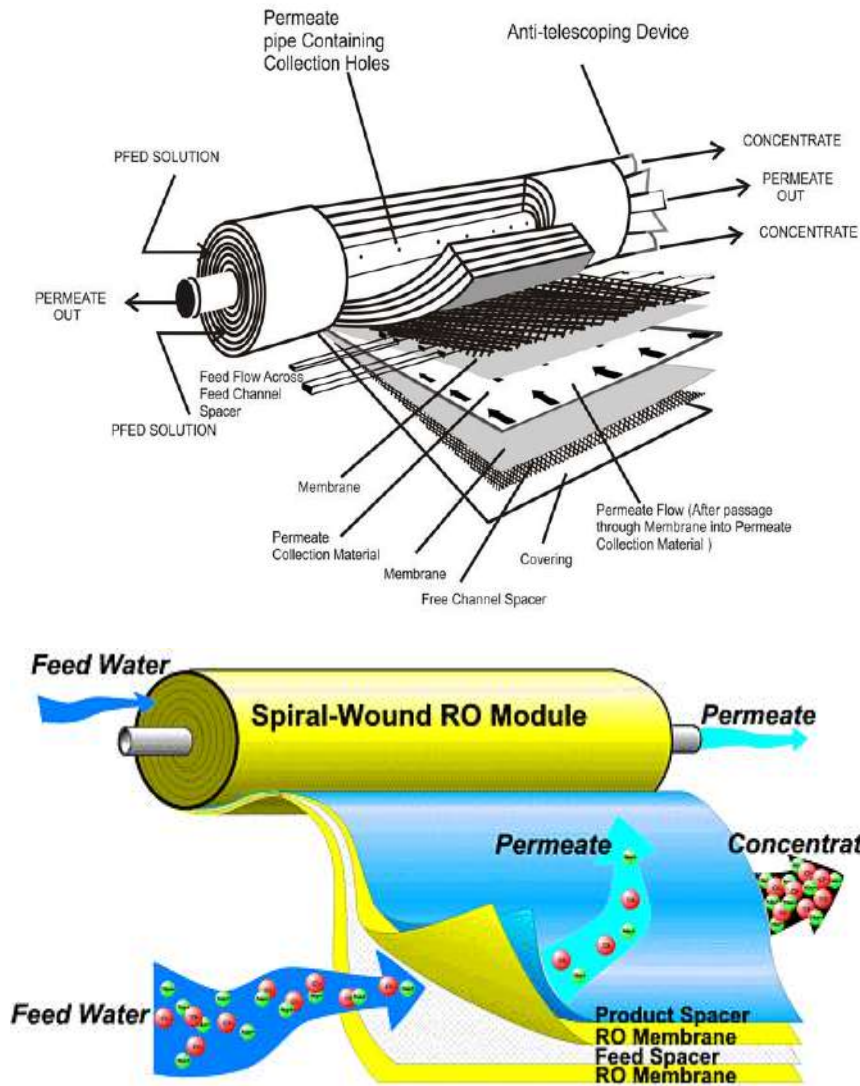 Permeate
pipe Containing
Collection Holes
Anti-telescoping Device
PFED SOLUTION
CONCENTRATE
PERMEATE
OUT
CONCENTRATE
PERMEATE
OUT
Feed Flow Across
Feed Channel
Spacer
PFED SOLUTION
Membrane
Permeate
Collection Material
Membrane
Free Channel Spacer
Covering
Permeate Flow (After passage
through Membrane into Permeate
Collection Material )
Feed Water
Spiral-Wound RO Module
Permeate
Permeate
Concentrat
Feed Water
Product Spacer
RO Membrane
Feed Spacer
RO Membrane